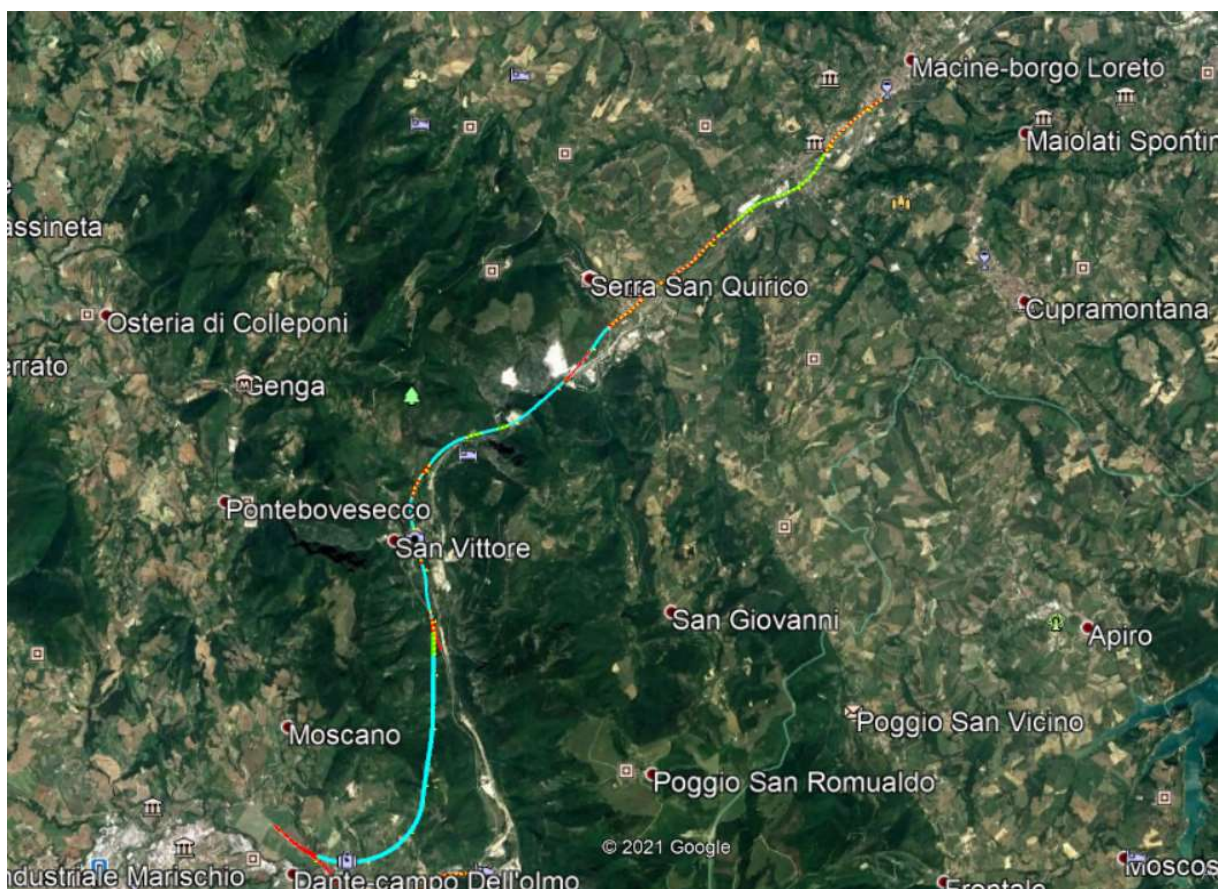 Macine-borgo Loreto
Maiolati Spontin
assineta
Serra San Quirico
Osteria di Colleponi
Cupramontana
errato
Genga
Pontebovesecco
San Vittore
San Giovanni
Apiro
Poggio San Vicino
Moscano
Poggio San Romualdo
© 2021 Google
ndustriale Marischio
Dante-campo Dell'olmo
Frontale
Moscos